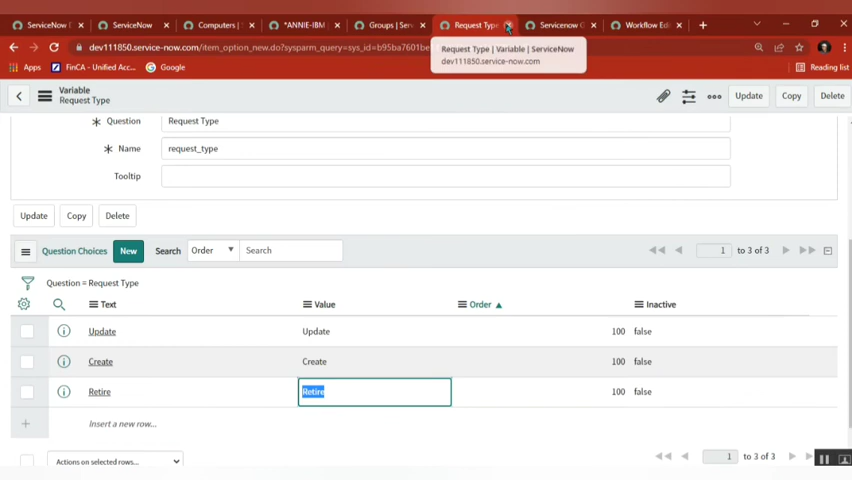 ServiceNow D
ServiceNow
Computers | S
*ANNIE-IBM
Groups | Serv
Request Type
Servicenow C
Workflow Edi
dev111850.service-now.com/item_option_new.do?sysparm_query=sys_id=b95ba7601be
Request Type | Variable | ServiceNow
dev111850.service-now.com
Apps
FinCA - Unified Acc...
Google
Reading list
Variable
Request Type
Update
Copy
Delete
* Question
Request Type
* Name
request_type
Tooltip
Update
Copy
Delete
Question Choices
New
Search
Order
Search
1
to 3 of 3
Question = Request Type
Text
Value
Order
Inactive
Update
Update
100
false
Create
Create
100
false
Retire
Retire
100
false
Insert a new row...
Actions on selected rows...
1
to 3 of 3